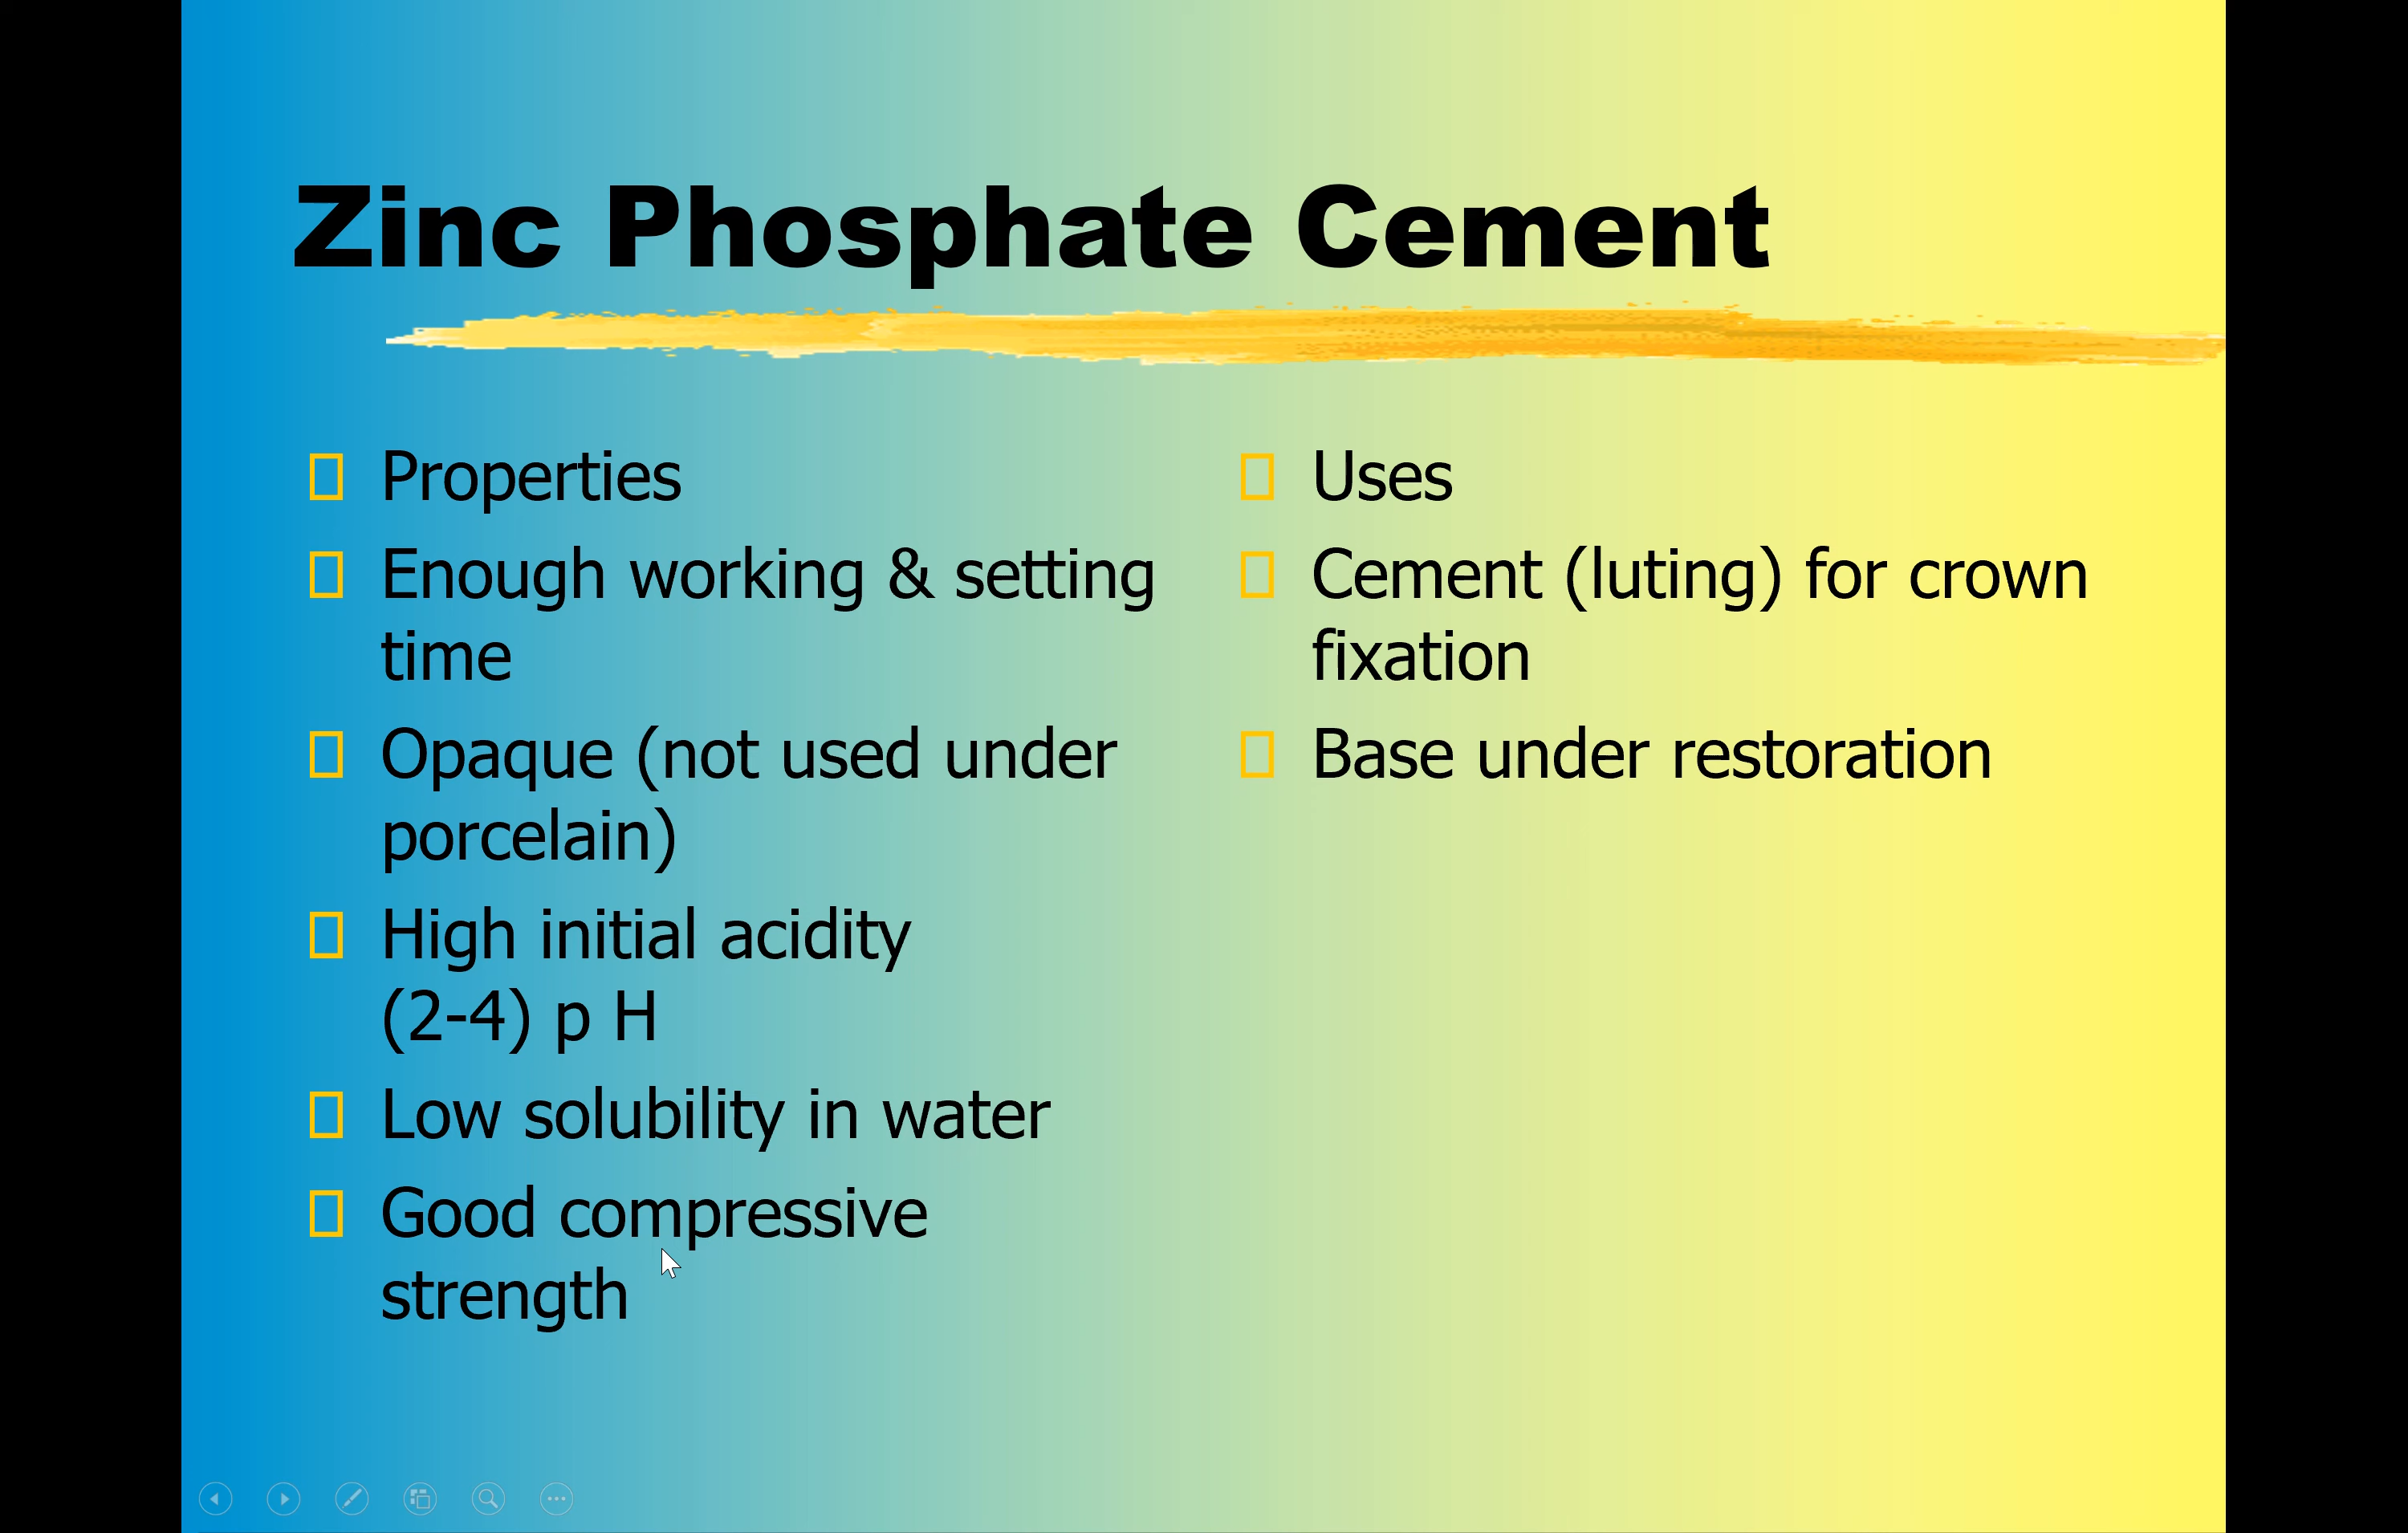 Zinc Phosphate Cement
Properties
Enough working & setting
time
Opaque (not used under
porcelain)
High initial acidity
(2-4) p H
Low solubility in water
Good compressive
strength
Uses
Cement (luting) for crown
fixation
Base under restoration